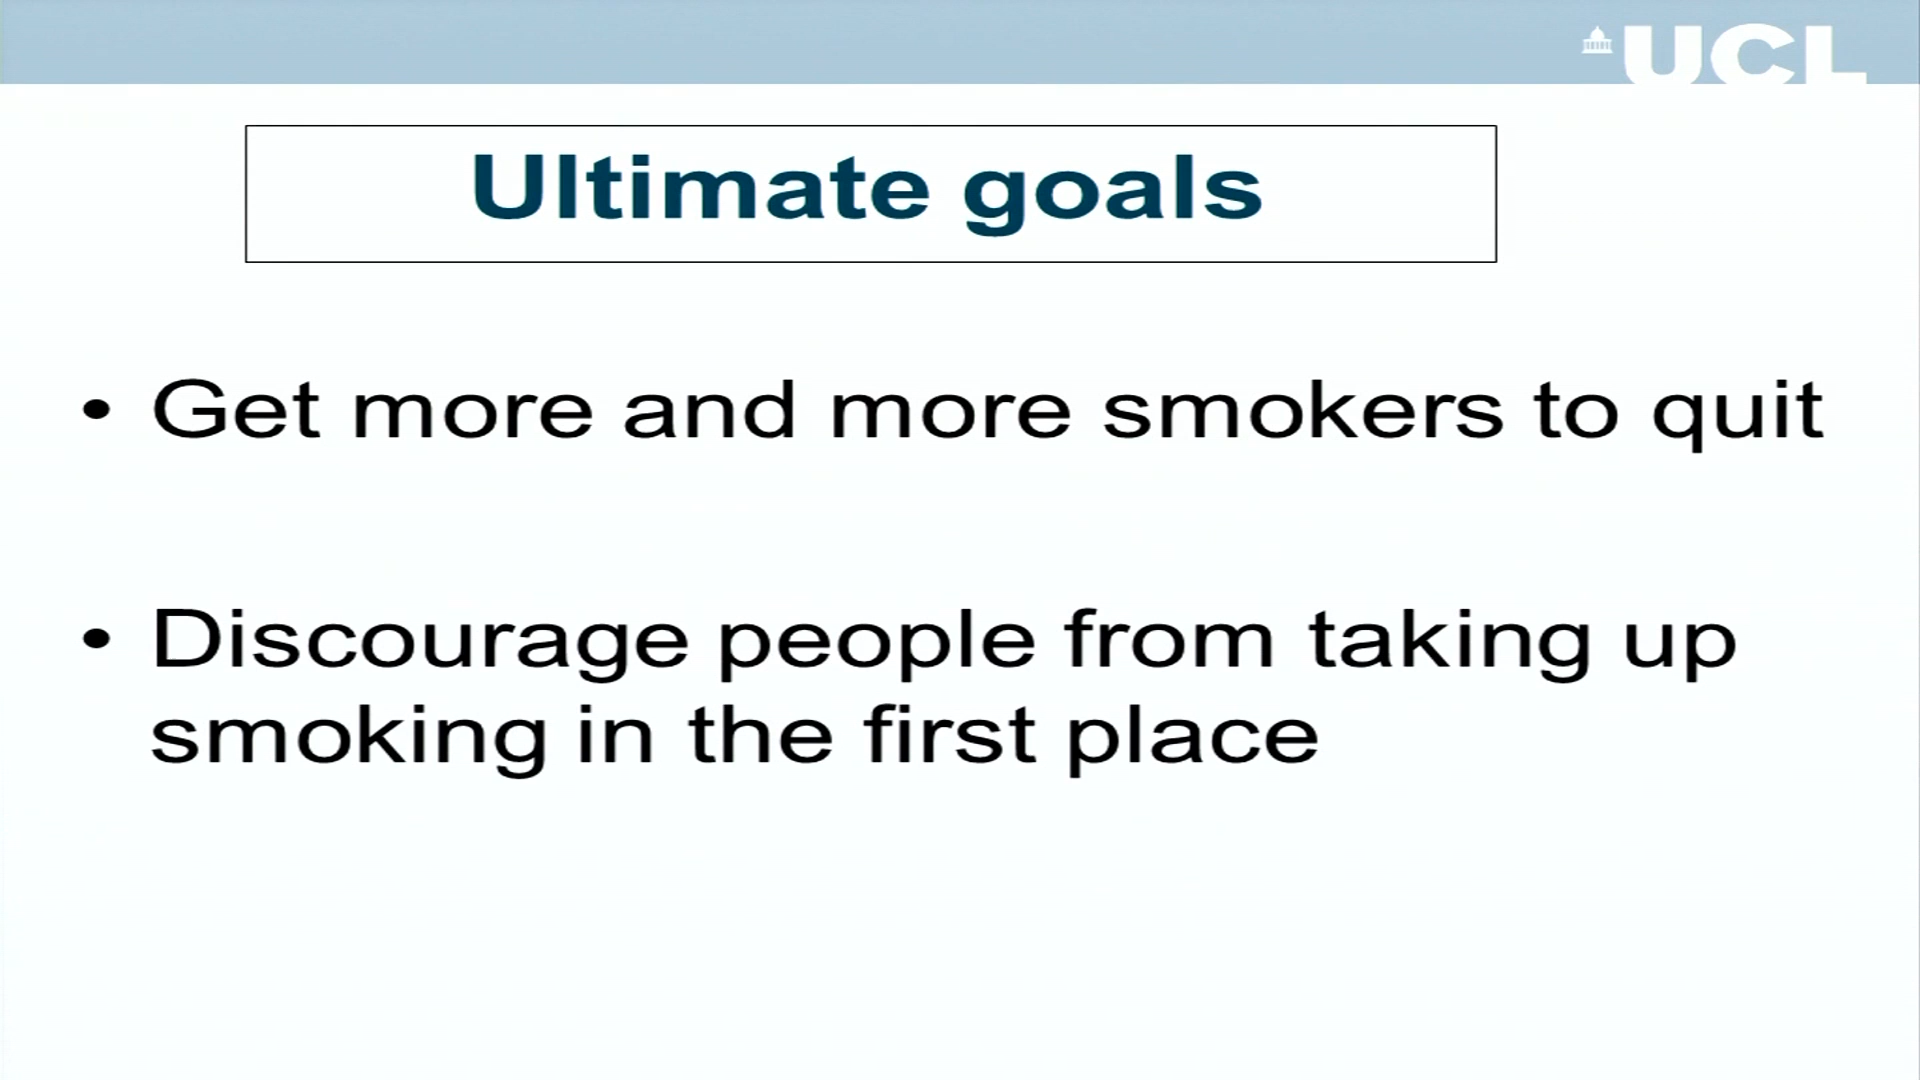 UCL
Ultimate goals
• Get more and more smokers to quit
• Discourage people from taking up
smoking in the first place